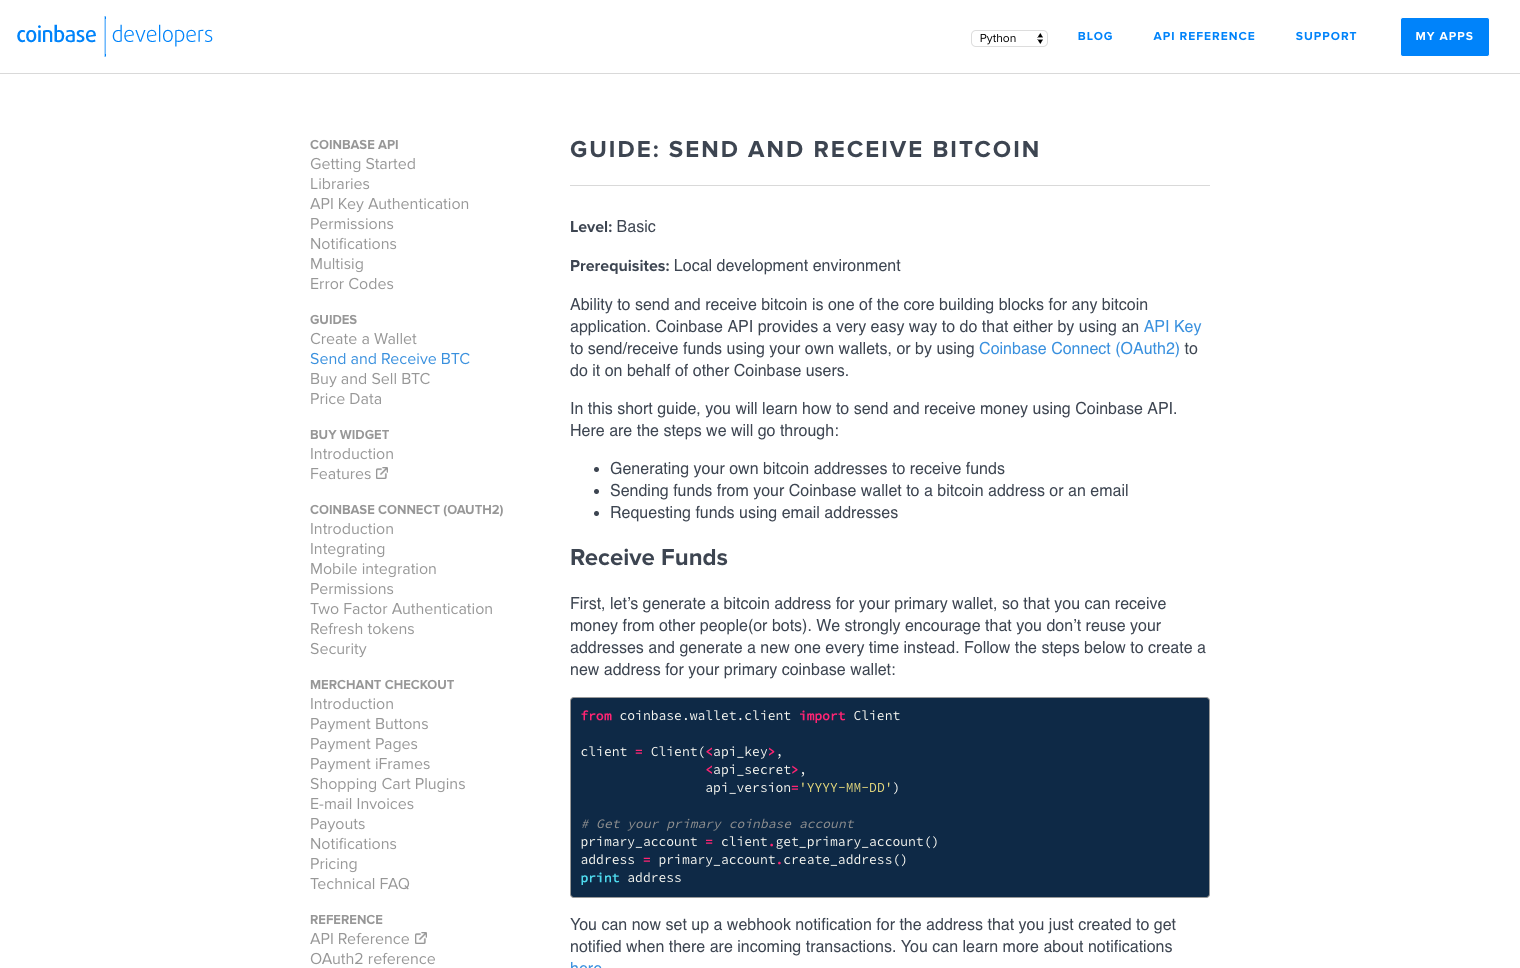 coinbase developers
Python
BLOG
API REFERENCE
SUPPORT
MY APPS
COINBASE API
Getting Started
Libraries
API Key Authentication
Permissions
Notifications
Multisig
Error Codes
GUIDES
Create a Wallet
Send and Receive BTC
Buy and Sell BTC
Price Data
BUY WIDGET
Introduction
Features
COINBASE CONNECT (OAUTH2)
Introduction
Integrating
Mobile integration
Permissions
Two Factor Authentication
Refresh tokens
Security
MERCHANT CHECKOUT
Introduction
Payment Buttons
Payment Pages
Payment iFrames
Shopping Cart Plugins
E-mail Invoices
Payouts
Notifications
Pricing
Technical FAQ
REFERENCE
API Reference
OAuth2 reference
GUIDE: SEND AND RECEIVE BITCOIN
Level: Basic
Prerequisites: Local development environment
Ability to send and receive bitcoin is one of the core building blocks for any bitcoin
application. Coinbase API provides a very easy way to do that either by using an API Key
to send/receive funds using your own wallets, or by using Coinbase Connect (OAuth2) to
do it on behalf of other Coinbase users.
In this short guide, you will learn how to send and receive money using Coinbase API.
Here are the steps we will go through:
• Generating your own bitcoin addresses to receive funds
• Sending funds from your Coinbase wallet to a bitcoin address or an email
• Requesting funds using email addresses
Receive Funds
First, let’s generate a bitcoin address for your primary wallet, so that you can receive
money from other people(or bots). We strongly encourage that you don’t reuse your
addresses and generate a new one every time instead. Follow the steps below to create a
new address for your primary coinbase wallet:
from coinbase.wallet.client import Client
client = Client(<api_key>,
<api_secret>,
api_version='YYYY-MM-DD')
# Get your primary coinbase account
primary_account = client.get_primary_account()
address = primary_account.create_address()
print address
You can now set up a webhook notification for the address that you just created to get
notified when there are incoming transactions. You can learn more about notifications
here